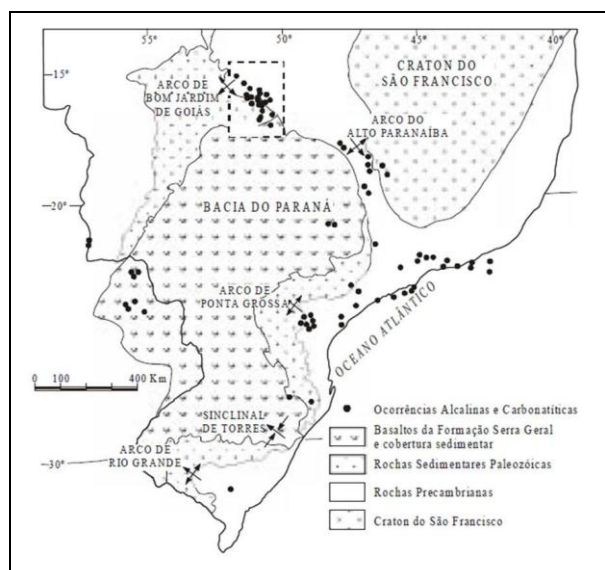 55°
50°
45°
40°
15°
ARCO DE
BOM JARDIM
DE GOIÁS
CRATON DO
SÃO FRANCISCO
ARCO DO
ALTO PARANAÍBA
20°
BACIA DO PARANÁ
ARCO DE
PONTA GROSSA
OCEANO ATLÂNTICO
0 100 400 Km
SINCLINAL
DE TORRES
ARCO DE
RIO GRANDE
30°
Ocorrências Alcalinas e Carbonatíticas
Basaltos da Formação Serra Geral
e cobertura sedimentar
Rochas Sedimentares Paleozóicas
Rochas Precambrianas
Craton do São Francisco